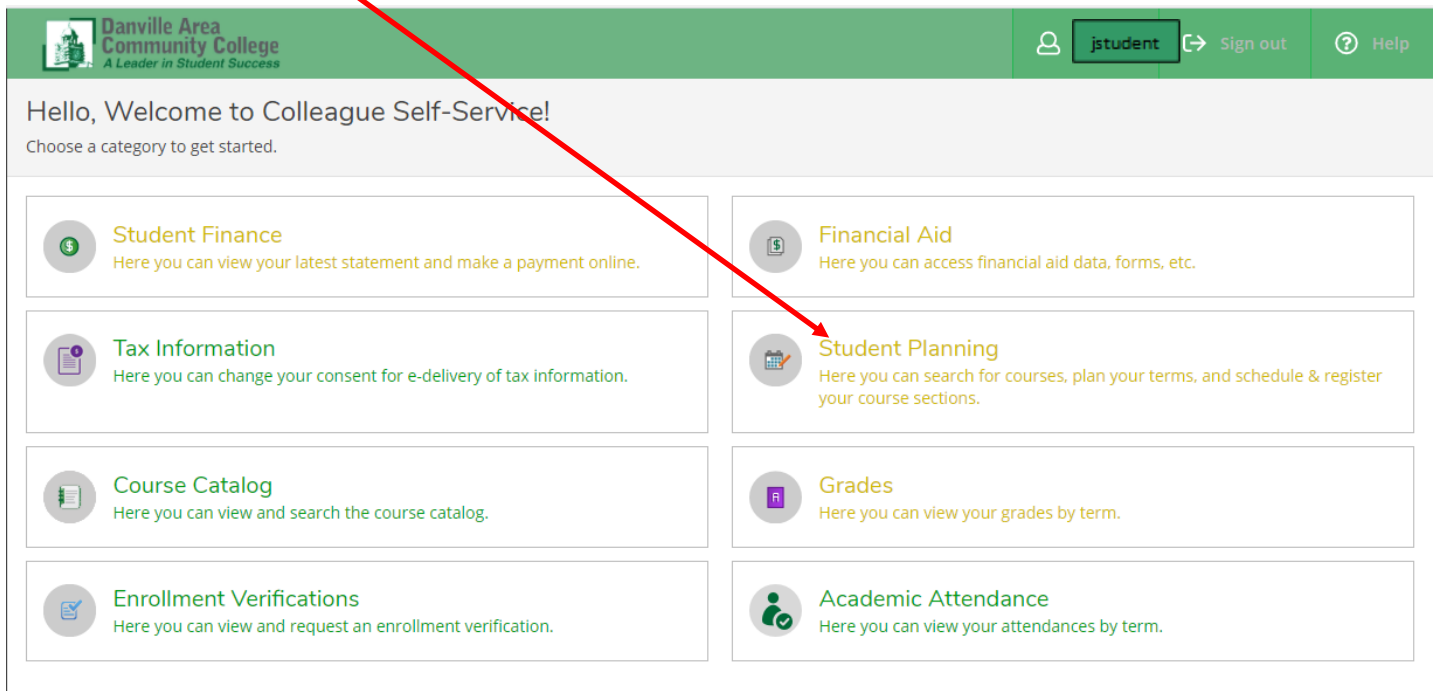 Danville Area
Community College
A Leader in Student Success
jstudent
Sign out
Help
Hello, Welcome to Colleague Self-Service!
Choose a category to get started.
Student Finance
Here you can view your latest statement and make a payment online.
Financial Aid
Here you can access financial aid data, forms, etc.
Tax Information
Here you can change your consent for e-delivery of tax information.
Student Planning
Here you can search for courses, plan your terms, and schedule & register
your course sections.
Course Catalog
Here you can view and search the course catalog.
Grades
Here you can view your grades by term.
Enrollment Verifications
Here you can view and request an enrollment verification.
Academic Attendance
Here you can view your attendances by term.